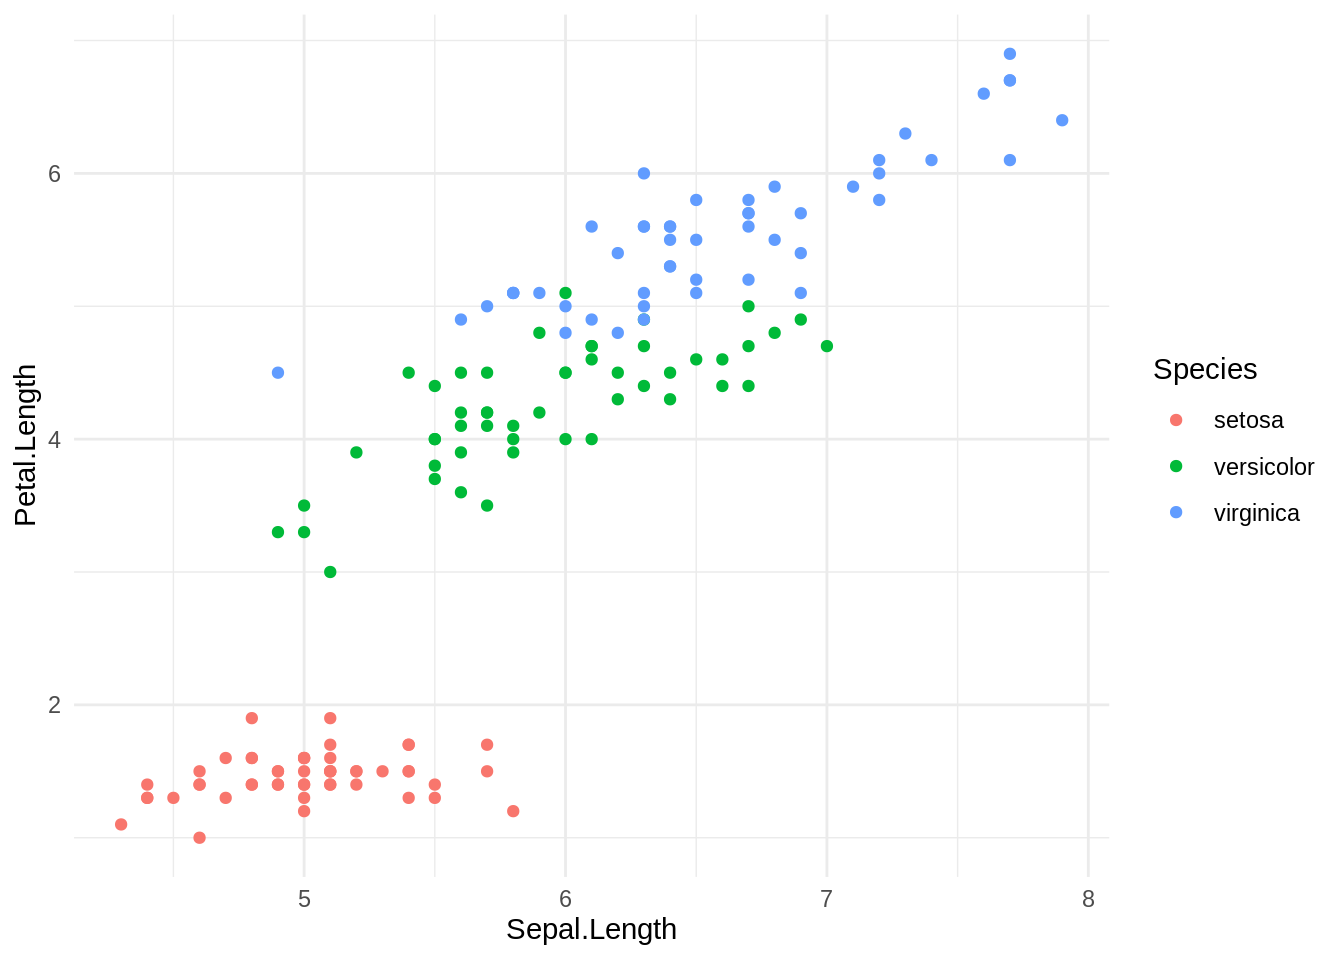 6
4
2
Petal.Length
5 6 7 8
Sepal.Length
Species
setosa
versicolor
virginica